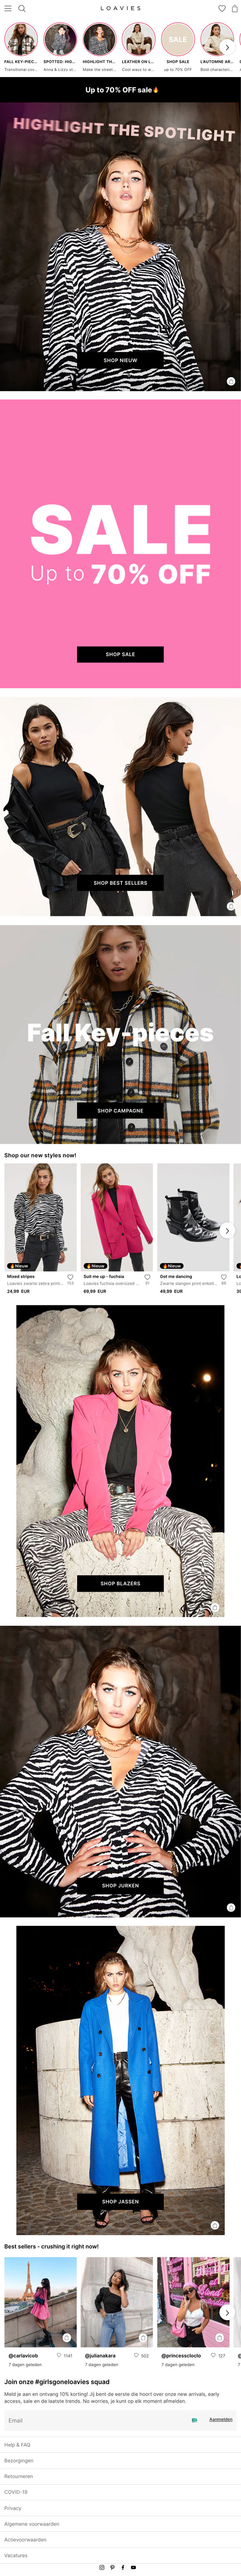 LOAVIES
SALE
FALL KEY-PIEC...
SPOTTED: HIG...
HIGHLIGHT TH...
LEATHER ON L...
SHOP SALE
L'AUTOMNE AR...
Transitional cou...
Anna & Lizzy st...
Make the street...
Cool ways to w...
up to 70% OFF
Bold characteri...
Up to 70% OFF sale🔥
HIGHLIGHT THE SPOTLIGHT
SHOP NIEUW
SALE
Up to 70% OFF
SHOP SALE
SHOP BEST SELLERS
Fall Key-pieces
SHOP CAMPAGNE
Shop our new styles now!
🔥Nieuw
🔥Nieuw
🔥Nieuw
Mixed stripes
Loavies zwarte zebra print...
153
24,99 EUR
Suit me up - fuchsia
Loavies fuchsia oversized ...
69,99 EUR
Got me dancing
Zwarte slangen print enkell...
49,99 EUR
SHOP BLAZERS
SHOP JURKEN
SHOP JASSEN
Best sellers - crushing it right now!
@carlavicob
1141
7 dagen geleden
@julianakara
502
7 dagen geleden
@princesscloclo
127
7 dagen geleden
Join onze #girlsgoneloavies squad
Meld je aan en ontvang 10% korting! Jij bent de eerste die hoort over onze new arrivals, early
access, sale en de laatste trends. No worries, je kunt op elk moment afmelden.
Email
Aanmelden
Help & FAQ
Bezorgingen
Retourneren
COVID-19
Privacy
Algemene voorwaarden
Actievoorwaarden
Vacatures